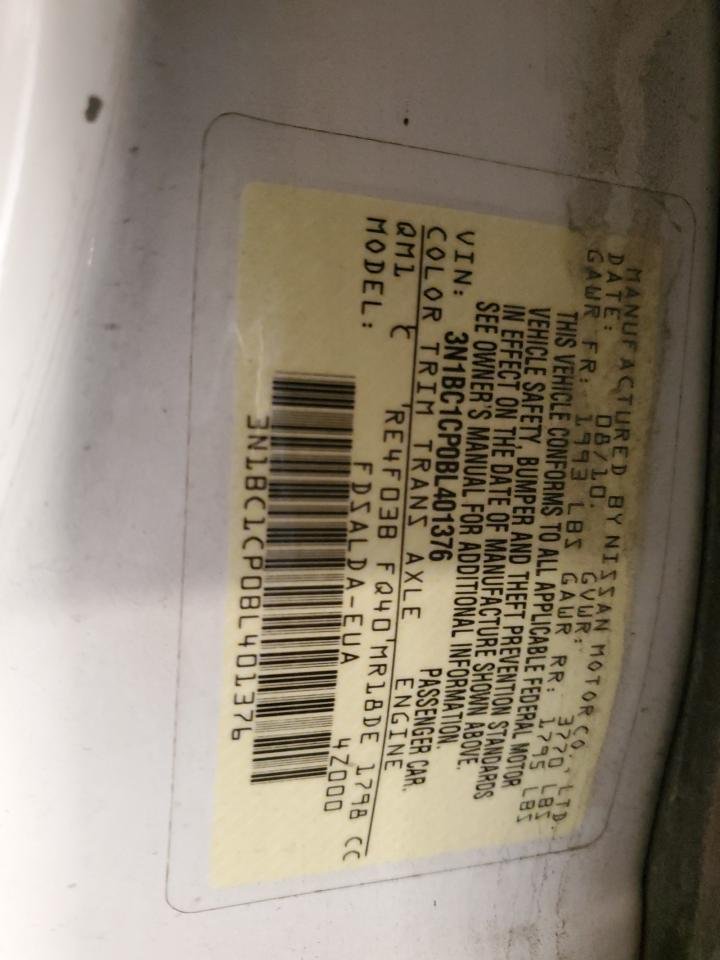 MANUFACTURED BY NISSAN MOTOR CO., LTD.
DATE: 08/10. GVWR: 3770 LBS
GAWR FR: 1993 LBS GAWR RR: 1795 LBS
THIS VEHICLE CONFORMS TO ALL APPLICABLE FEDERAL MOTOR
VEHICLE SAFETY, BUMPER AND THEFT PREVENTION STANDARDS
IN EFFECT ON THE DATE OF MANUFACTURE SHOWN ABOVE.
SEE OWNER'S MANUAL FOR ADDITIONAL INFORMATION.
VIN: 3N1BC1CP0BL401376 PASSENGER CAR.
COLOR TRIM TRANS AXLE ENGINE
QM1 C RE4F03B FQ40 MR18DE 1798 CC
MODEL: FDSALDA-EUA 4Z000
3N1BC1CP0BL401376